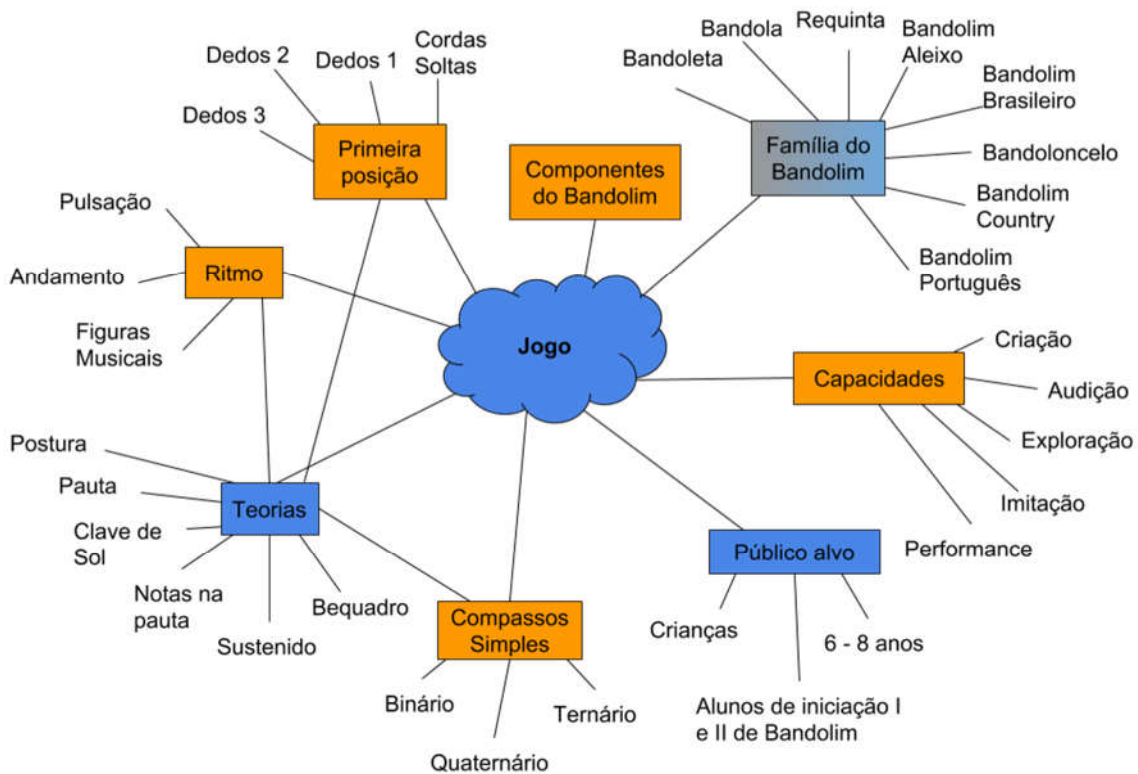 Cordas
Soltas
Dedos 1
Dedos 2
Dedos 3
Primeira
posição
Requinta
Bandola
Bandoleta
Bandolim
Aleixo
Bandolim
Brasileiro
Bandoloncelo
Bandolim
Country
Bandolim
Português
Família do
Bandolim
Componentes
do Bandolim
Pulsação
Andamento
Figuras
Musicais
Ritmo
Jogo
Capacidades
Criação
Audição
Exploração
Imitação
Performance
Postura
Pauta
Clave de
Sol
Notas na
pauta
Sustenido
Bequadro
Teorias
Compassos
Simples
Binário
Quaternário
Ternário
Público alvo
Crianças
Alunos de iniciação I
e II de Bandolim
6 - 8 anos